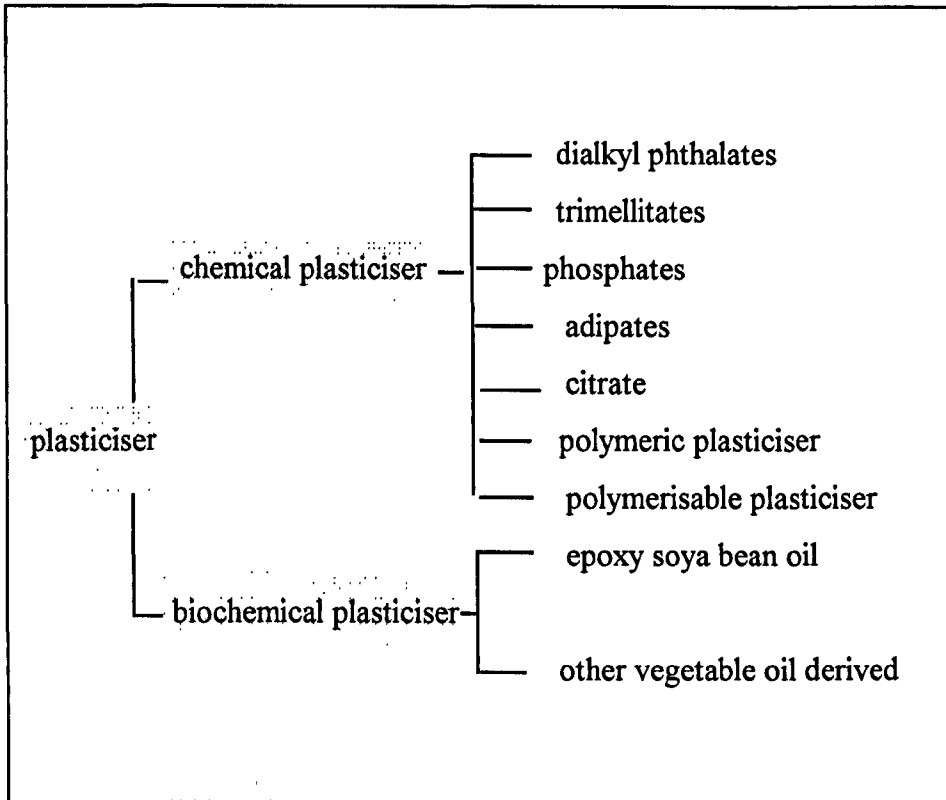 plasticiser
chemical plasticiser
dialkyl phthalates
trimellitates
phosphates
adipates
citrate
polymeric plasticiser
polymerisable plasticiser
biochemical plasticiser
epoxy soya bean oil
other vegetable oil derived